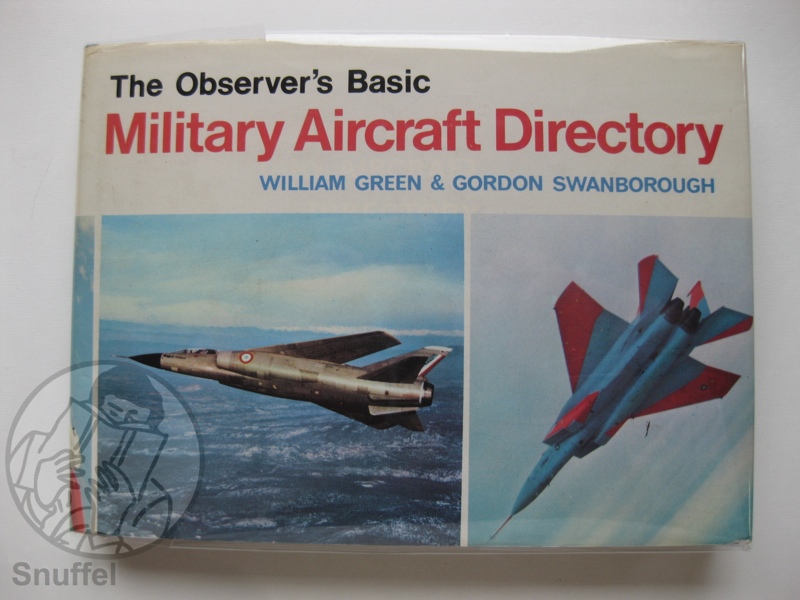 The Observer's Basic
Military Aircraft Directory
WILLIAM GREEN & GORDON SWANBOROUGH
Snuffel